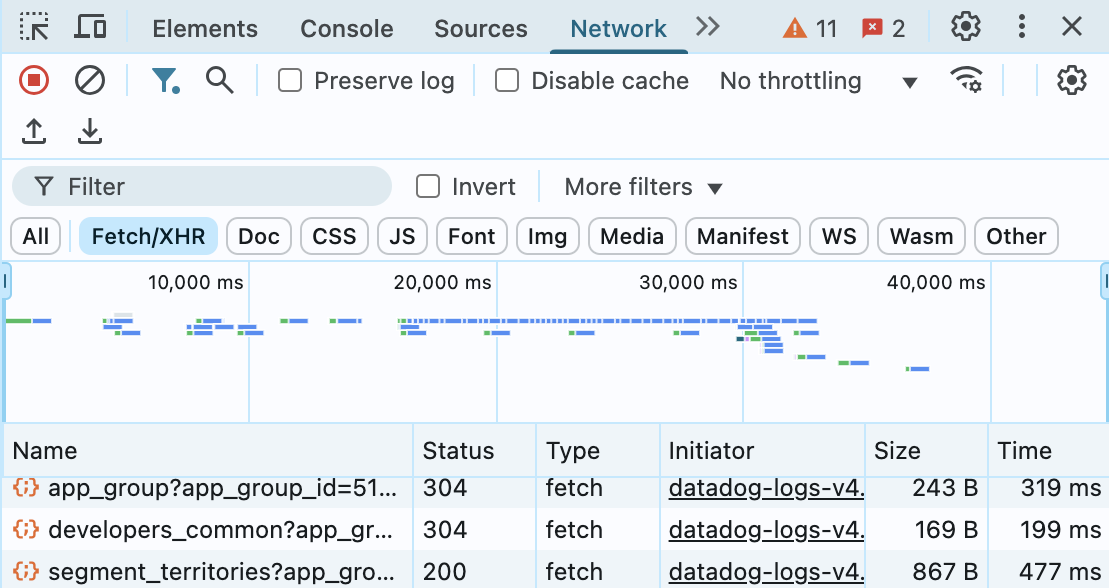 Elements Console Sources Network 11 2
Preserve log Disable cache No throttling
Filter Invert More filters
All Fetch/XHR Doc CSS JS Font Img Media Manifest WS Wasm Other
10,000 ms 20,000 ms 30,000 ms 40,000 ms
Name Status Type Initiator Size Time
app_group?app_group_id=51... 304 fetch datadog-logs-v4. 243 B 319 ms
developers_common?app_gr... 304 fetch datadog-logs-v4. 169 B 199 ms
segment_territories?app_gro... 200 fetch datadog-logs-v4. 867 B 477 ms